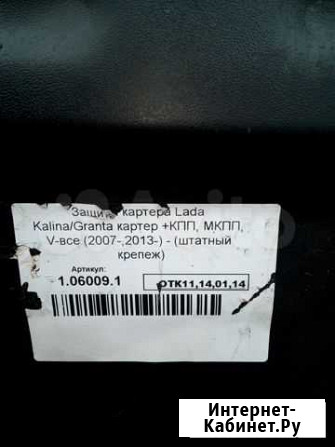 Защита картера Lada
Kalina/Granta картер +КПП, МКПП,
V-все (2007-,2013-) - (штатный
крепеж)
Артикул:
1.06009.1
ОТК11,14,01,14
Интернет-
Кабинет.Ру